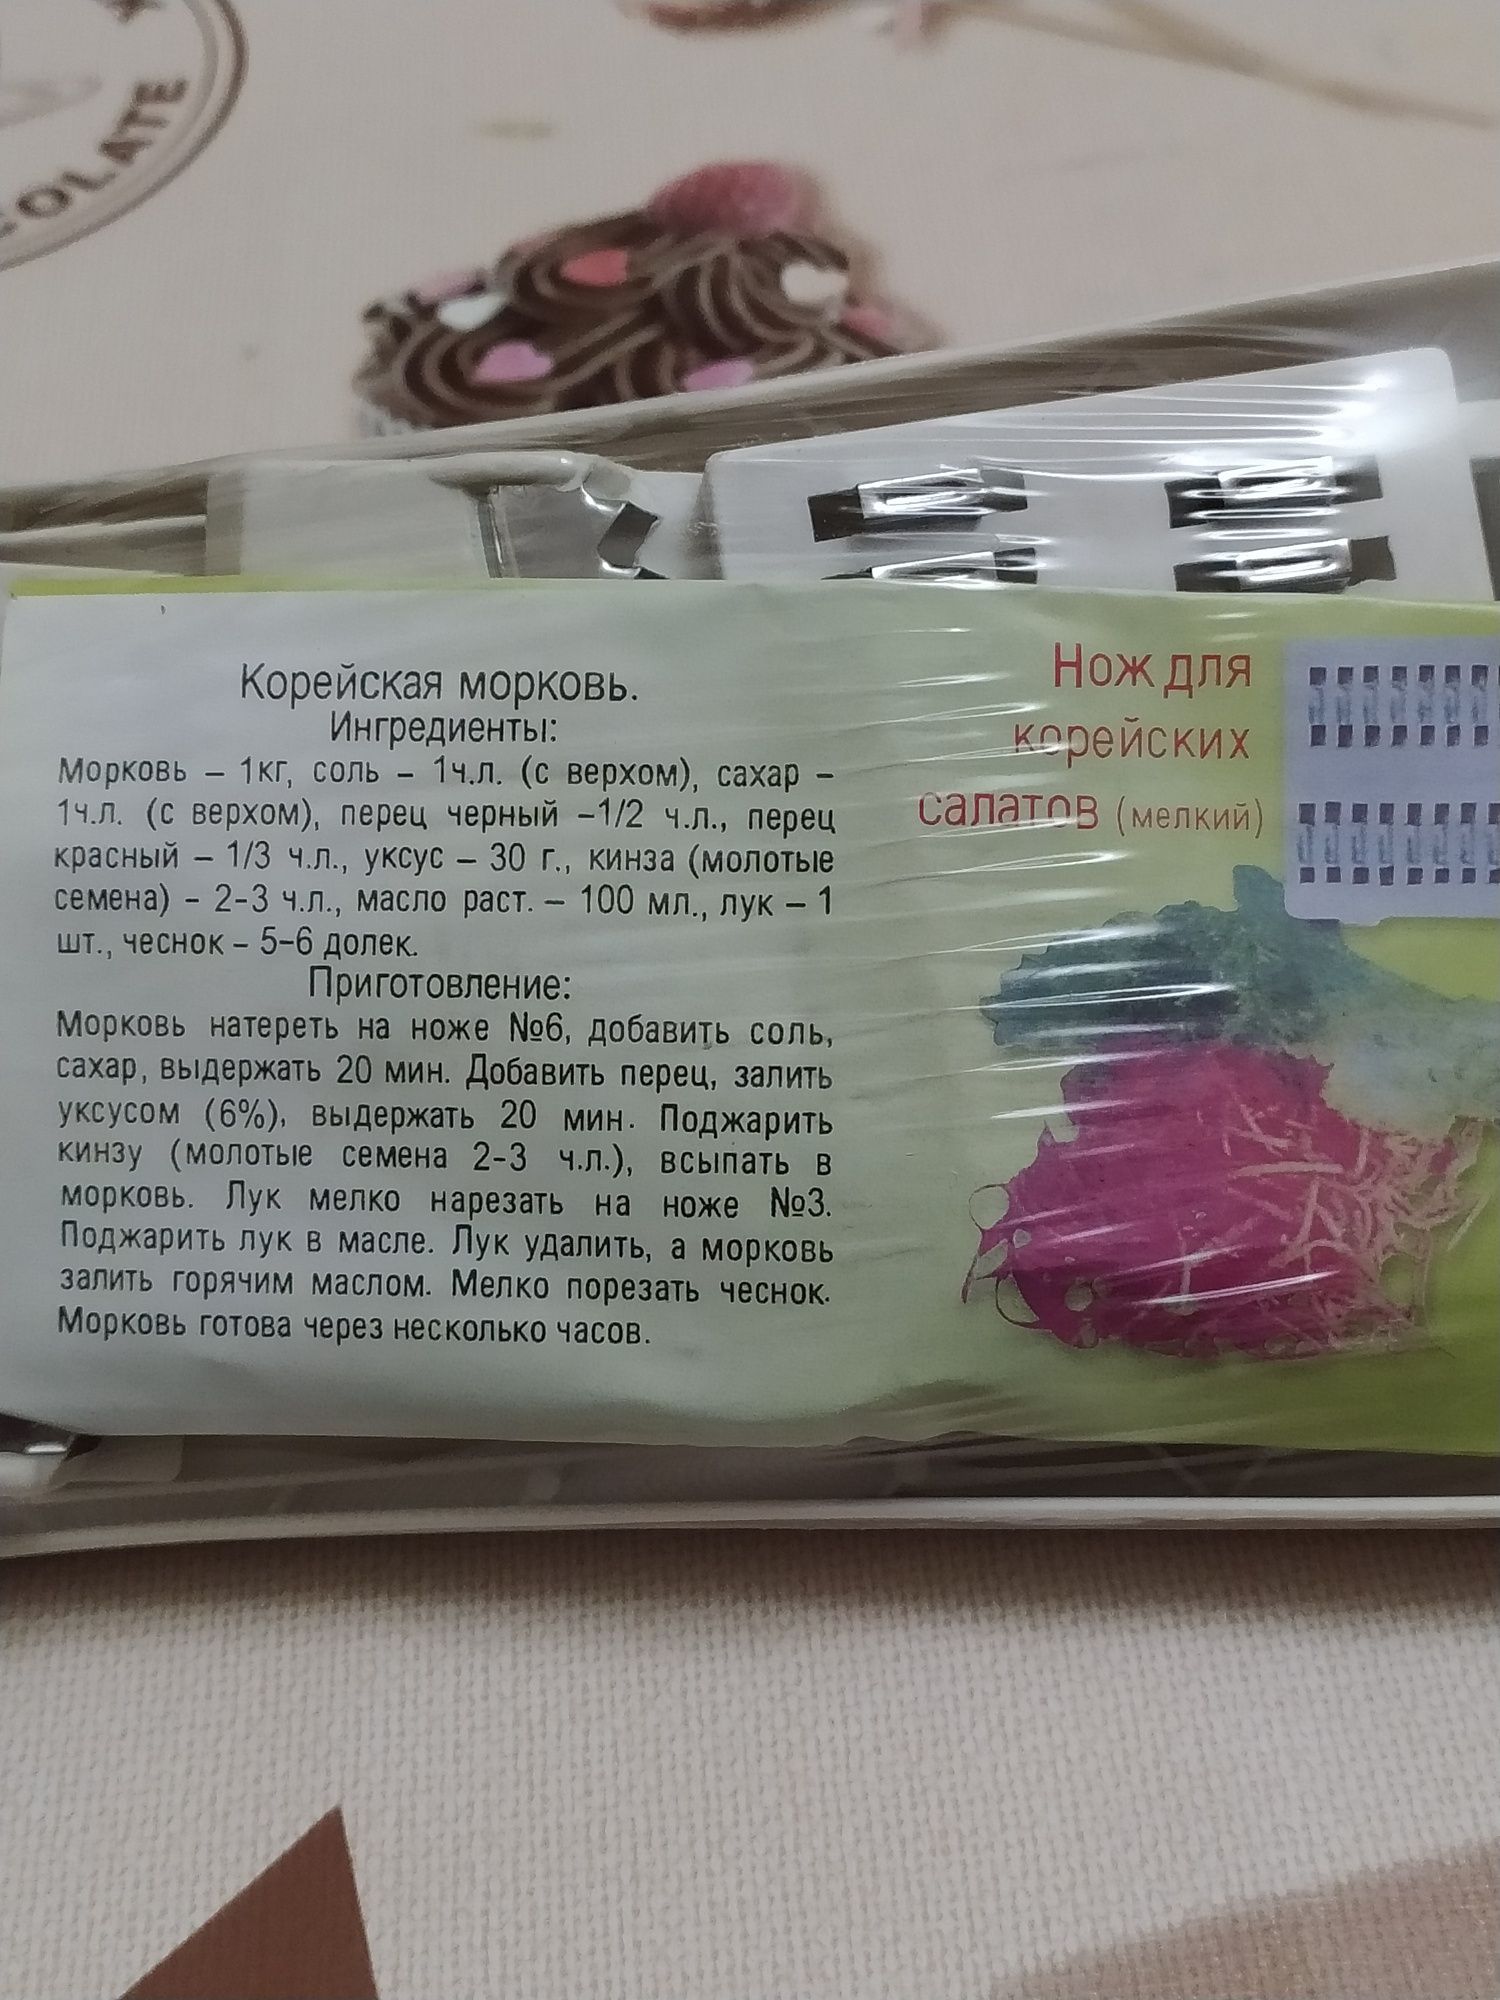 COLATE
Корейская морковь.
Ингредиенты:
Морковь – 1кг, соль – 1ч.л. (с верхом), сахар –
1ч.л. (с верхом), перец черный –1/2 ч.л., перец
красный – 1/3 ч.л., уксус – 30 г., кинза (молотые
семена) – 2-3 ч.л., масло раст. – 100 мл., лук – 1
шт., чеснок – 5-6 долек.
Приготовление:
Морковь натереть на ноже №6, добавить соль,
сахар, выдержать 20 мин. Добавить перец, залить
уксусом (6%), выдержать 20 мин. Поджарить
кинзу (молотые семена 2-3 ч.л.), всыпать в
морковь. Лук мелко нарезать на ноже №3.
Поджарить лук в масле. Лук удалить, а морковь
залить горячим маслом. Мелко порезать чеснок.
Морковь готова через несколько часов.
Нож для
корейских
салатов (мелкий)